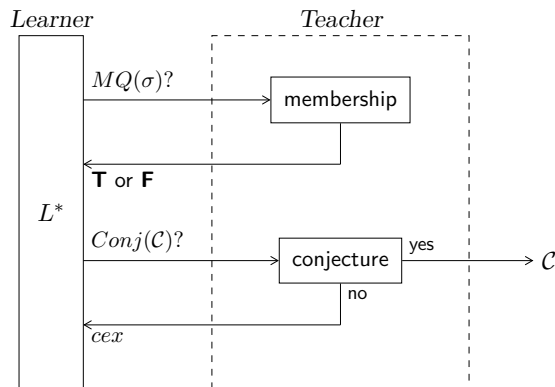 Learner
Teacher
MQ(σ)?
membership
T or F
L*
Conj(𝒞)?
conjecture
yes
𝒞
no
cex